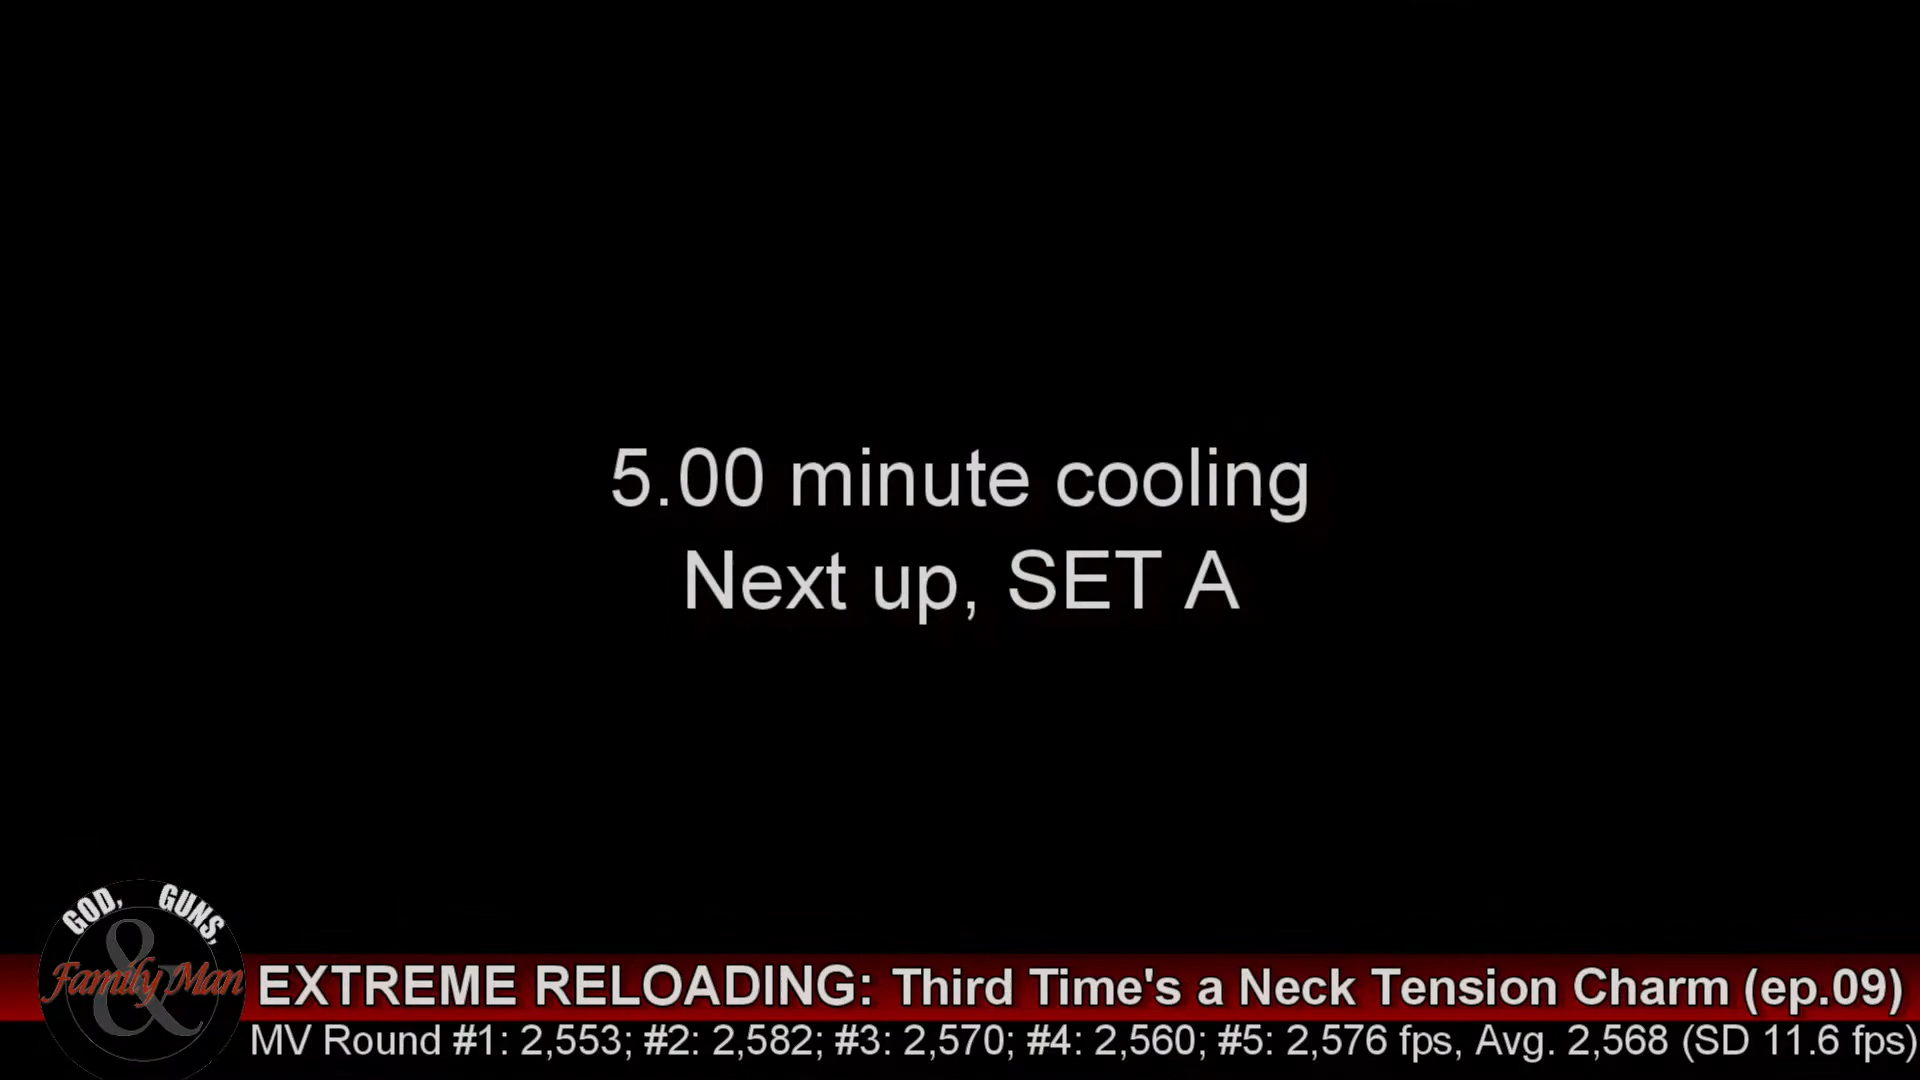 5.00 minute cooling
Next up, SET A
GOD, GUNS,
& Family Man
EXTREME RELOADING: Third Time's a Neck Tension Charm (ep.09)
MV Round #1: 2,553; #2: 2,582; #3: 2,570; #4: 2,560; #5: 2,576 fps, Avg. 2,568 (SD 11.6 fps)